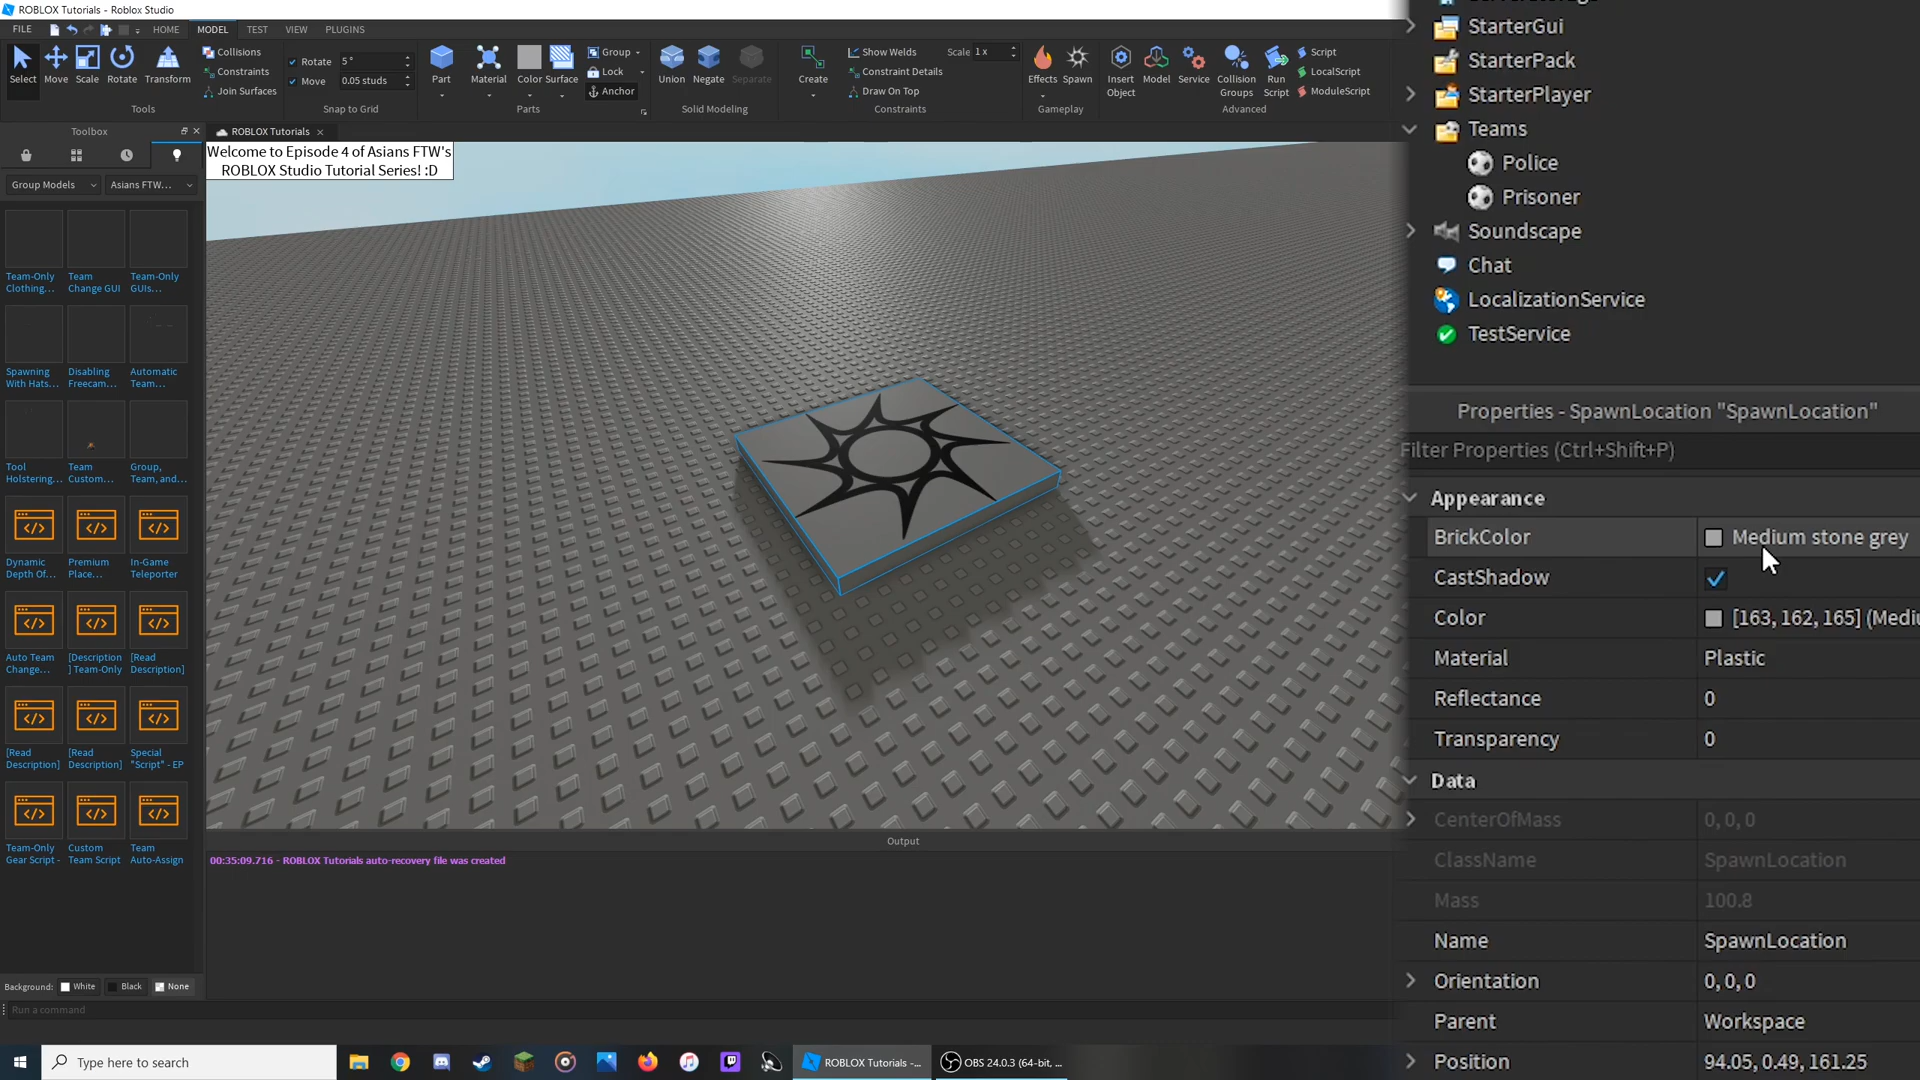 ROBLOX Tutorials - Roblox Studio
FILE
HOME
MODEL
TEST
VIEW
PLUGINS
Select
Move
Scale
Rotate
Transform
Collisions
Constraints
Join Surfaces
Tools
Rotate 5 °
Move 0.05 studs
Snap to Grid
Part
Material
Color
Surface
Group
Lock
Anchor
Parts
Union
Negate
Separate
Solid Modeling
Create
Show Welds
Constraint Details
Draw On Top
Scale 1 x
Constraints
Effects
Spawn
Gameplay
Insert
Object
Model
Service
Collision
Groups
Run
Script
Script
LocalScript
ModuleScript
Advanced
Toolbox
ROBLOX Tutorials
Group Models
Asians FTW...
Team-Only
Clothing...
Team
Change GUI
Team-Only
GUIs...
Spawning
With Hats...
Disabling
Freecam...
Automatic
Team...
Tool
Holstering...
Team
Custom...
Group,
Team, and...
Dynamic
Depth Of...
Premium
Place...
In-Game
Teleporter
Auto Team
Change...
[Description
] Team-Only
[Read
Description]
[Read
Description]
[Read
Description]
Special
"Script" - EP
Team-Only
Gear Script -
Custom
Team Script
Team
Auto-Assign
Background:
White
Black
None
Run a command
Welcome to Episode 4 of Asians FTW's
ROBLOX Studio Tutorial Series! :D
Output
00:35:09.716 - ROBLOX Tutorials auto-recovery file was created
StarterGui
StarterPack
StarterPlayer
Teams
Police
Prisoner
Soundscape
Chat
LocalizationService
TestService
Properties - SpawnLocation "SpawnLocation"
Filter Properties (Ctrl+Shift+P)
Appearance
BrickColor Medium stone grey
CastShadow
Color [163, 162, 165] (Mediu
Material Plastic
Reflectance 0
Transparency 0
Data
CenterOfMass 0, 0, 0
ClassName SpawnLocation
Mass 100.8
Name SpawnLocation
Orientation 0, 0, 0
Parent Workspace
Position 94.05, 0.49, 161.25
Type here to search
ROBLOX Tutorials -...
OBS 24.0.3 (64-bit, ...